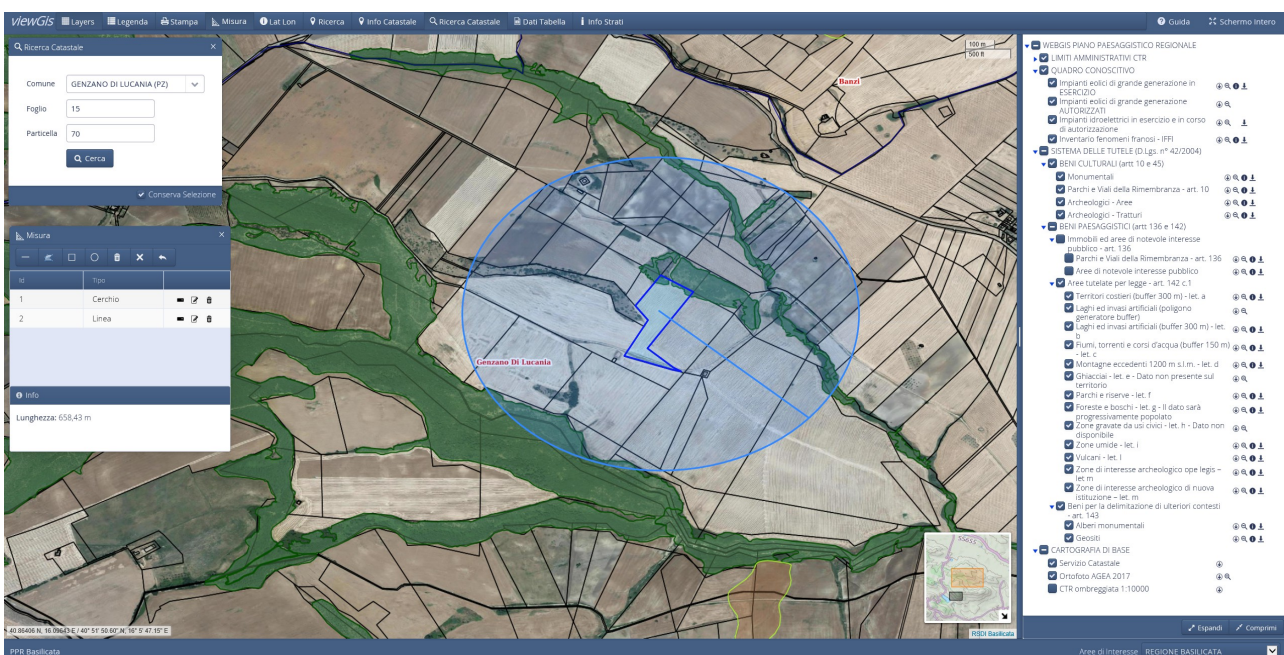 viewGis Layers Legenda Stampa Misura Lat Lon Ricerca Info Catastale Ricerca Catastale Dati Tabella Info Strati Guida Schermo Intero
Ricerca Catastale
Comune GENZANO DI LUCANIA (PZ)
Foglio 15
Particella 70
Cerca
Conserva Selezione
Misura
Id Tipo
1 Cerchio
2 Linea
Info
Lunghezza: 658,43 m
100 m
500 ft
Banzi
Genzano Di Lucania
40.86406 N, 16.09643 E / 40° 51' 50.60" N, 16° 5' 47.15" E
SS655
RSDI Basilicata
WEBGIS PIANO PAESAGGISTICO REGIONALE
LIMITI AMMINISTRATIVI CTR
QUADRO CONOSCITIVO
Impianti eolici di grande generazione in
ESERCIZIO
Impianti eolici di grande generazione
AUTORIZZATI
Impianti idroelettrici in esercizio e in corso
di autorizzazione
Inventario fenomeni franosi - IFFI
SISTEMA DELLE TUTELE (D.Lgs. n° 42/2004)
BENI CULTURALI (artt 10 e 45)
Monumentali
Parchi e Viali della Rimembranza - art. 10
Archeologici - Aree
Archeologici - Tratturi
BENI PAESAGGISTICI (artt 136 e 142)
Immobili ed aree di notevole interesse
pubblico - art. 136
Parchi e Viali della Rimembranza - art. 136
Aree di notevole interesse pubblico
Aree tutelate per legge - art. 142 c.1
Territori costieri (buffer 300 m) - let. a
Laghi ed invasi artificiali (poligono
generatore buffer)
Laghi ed invasi artificiali (buffer 300 m) - let.
b
Fiumi, torrenti e corsi d'acqua (buffer 150 m)
- let. c
Montagne eccedenti 1200 m s.l.m. - let. d
Ghiacciai - let. e - Dato non presente sul
territorio
Parchi e riserve - let. f
Foreste e boschi - let. g - Il dato sarà
progressivamente popolato
Zone gravate da usi civici - let. h - Dato non
disponibile
Zone umide - let. i
Vulcani - let. l
Zone di interesse archeologico ope legis –
let m
Zone di interesse archeologico di nuova
istituzione – let. m
Beni per la delimitazione di ulteriori contesti
- art. 143
Alberi monumentali
Geositi
CARTOGRAFIA DI BASE
Servizio Catastale
Ortofoto AGEA 2017
CTR ombreggiata 1:10000
Espandi Comprimi
PPR Basilicata
Aree di Interesse REGIONE BASILICATA